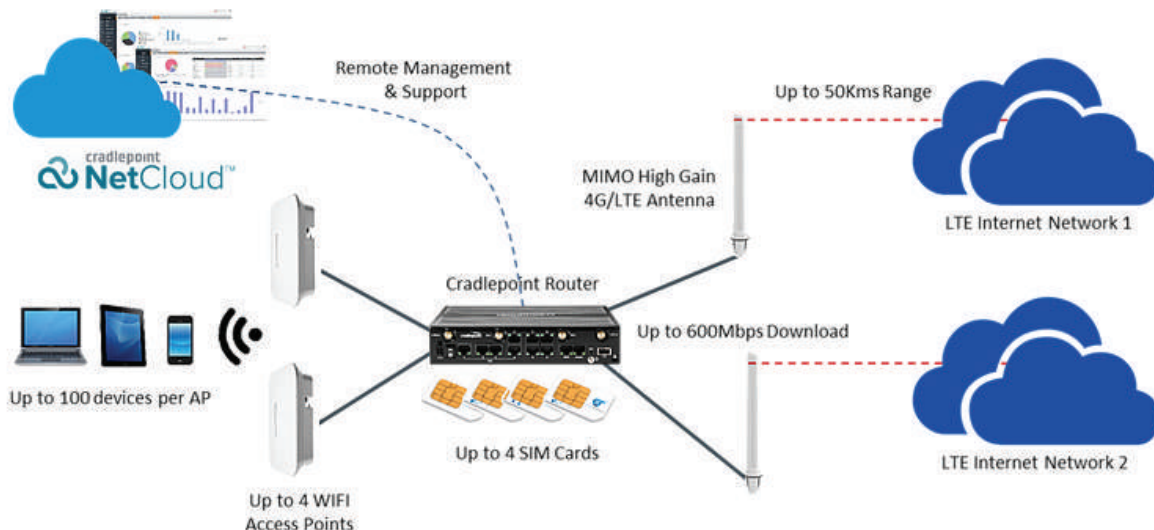 Remote Management
& Support
Up to 50Kms Range
cradlepoint
NetCloud™
MIMO High Gain
4G/LTE Antenna
LTE Internet Network 1
Cradlepoint Router
Up to 600Mbps Download
Up to 100 devices per AP
Up to 4 SIM Cards
LTE Internet Network 2
Up to 4 WIFI
Access Points